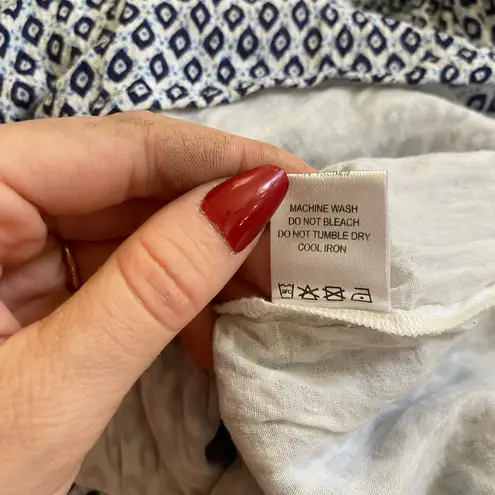 MACHINE WASH
DO NOT BLEACH
DO NOT TUMBLE DRY
COOL IRON